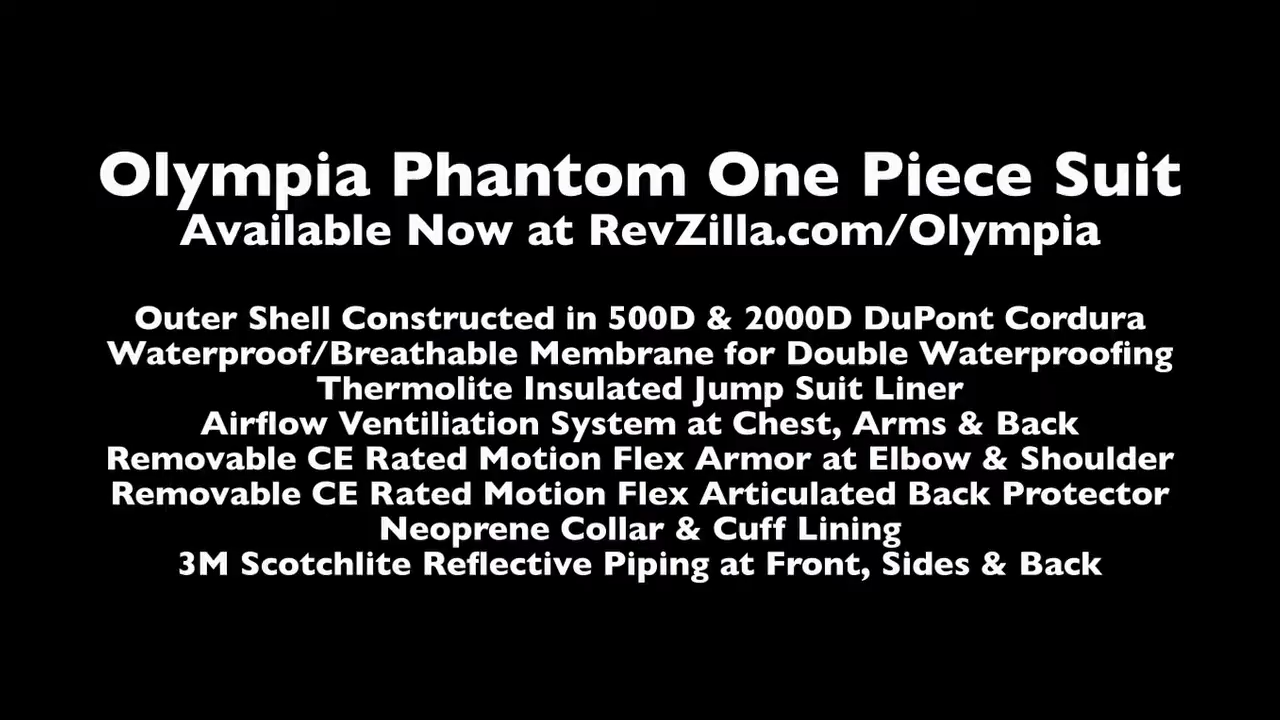 Olympia Phantom One Piece Suit
Available Now at RevZilla.com/Olympia
Outer Shell Constructed in 500D & 2000D DuPont Cordura
Waterproof/Breathable Membrane for Double Waterproofing
Thermolite Insulated Jump Suit Liner
Airflow Ventiliation System at Chest, Arms & Back
Removable CE Rated Motion Flex Armor at Elbow & Shoulder
Removable CE Rated Motion Flex Articulated Back Protector
Neoprene Collar & Cuff Lining
3M Scotchlite Reflective Piping at Front, Sides & Back